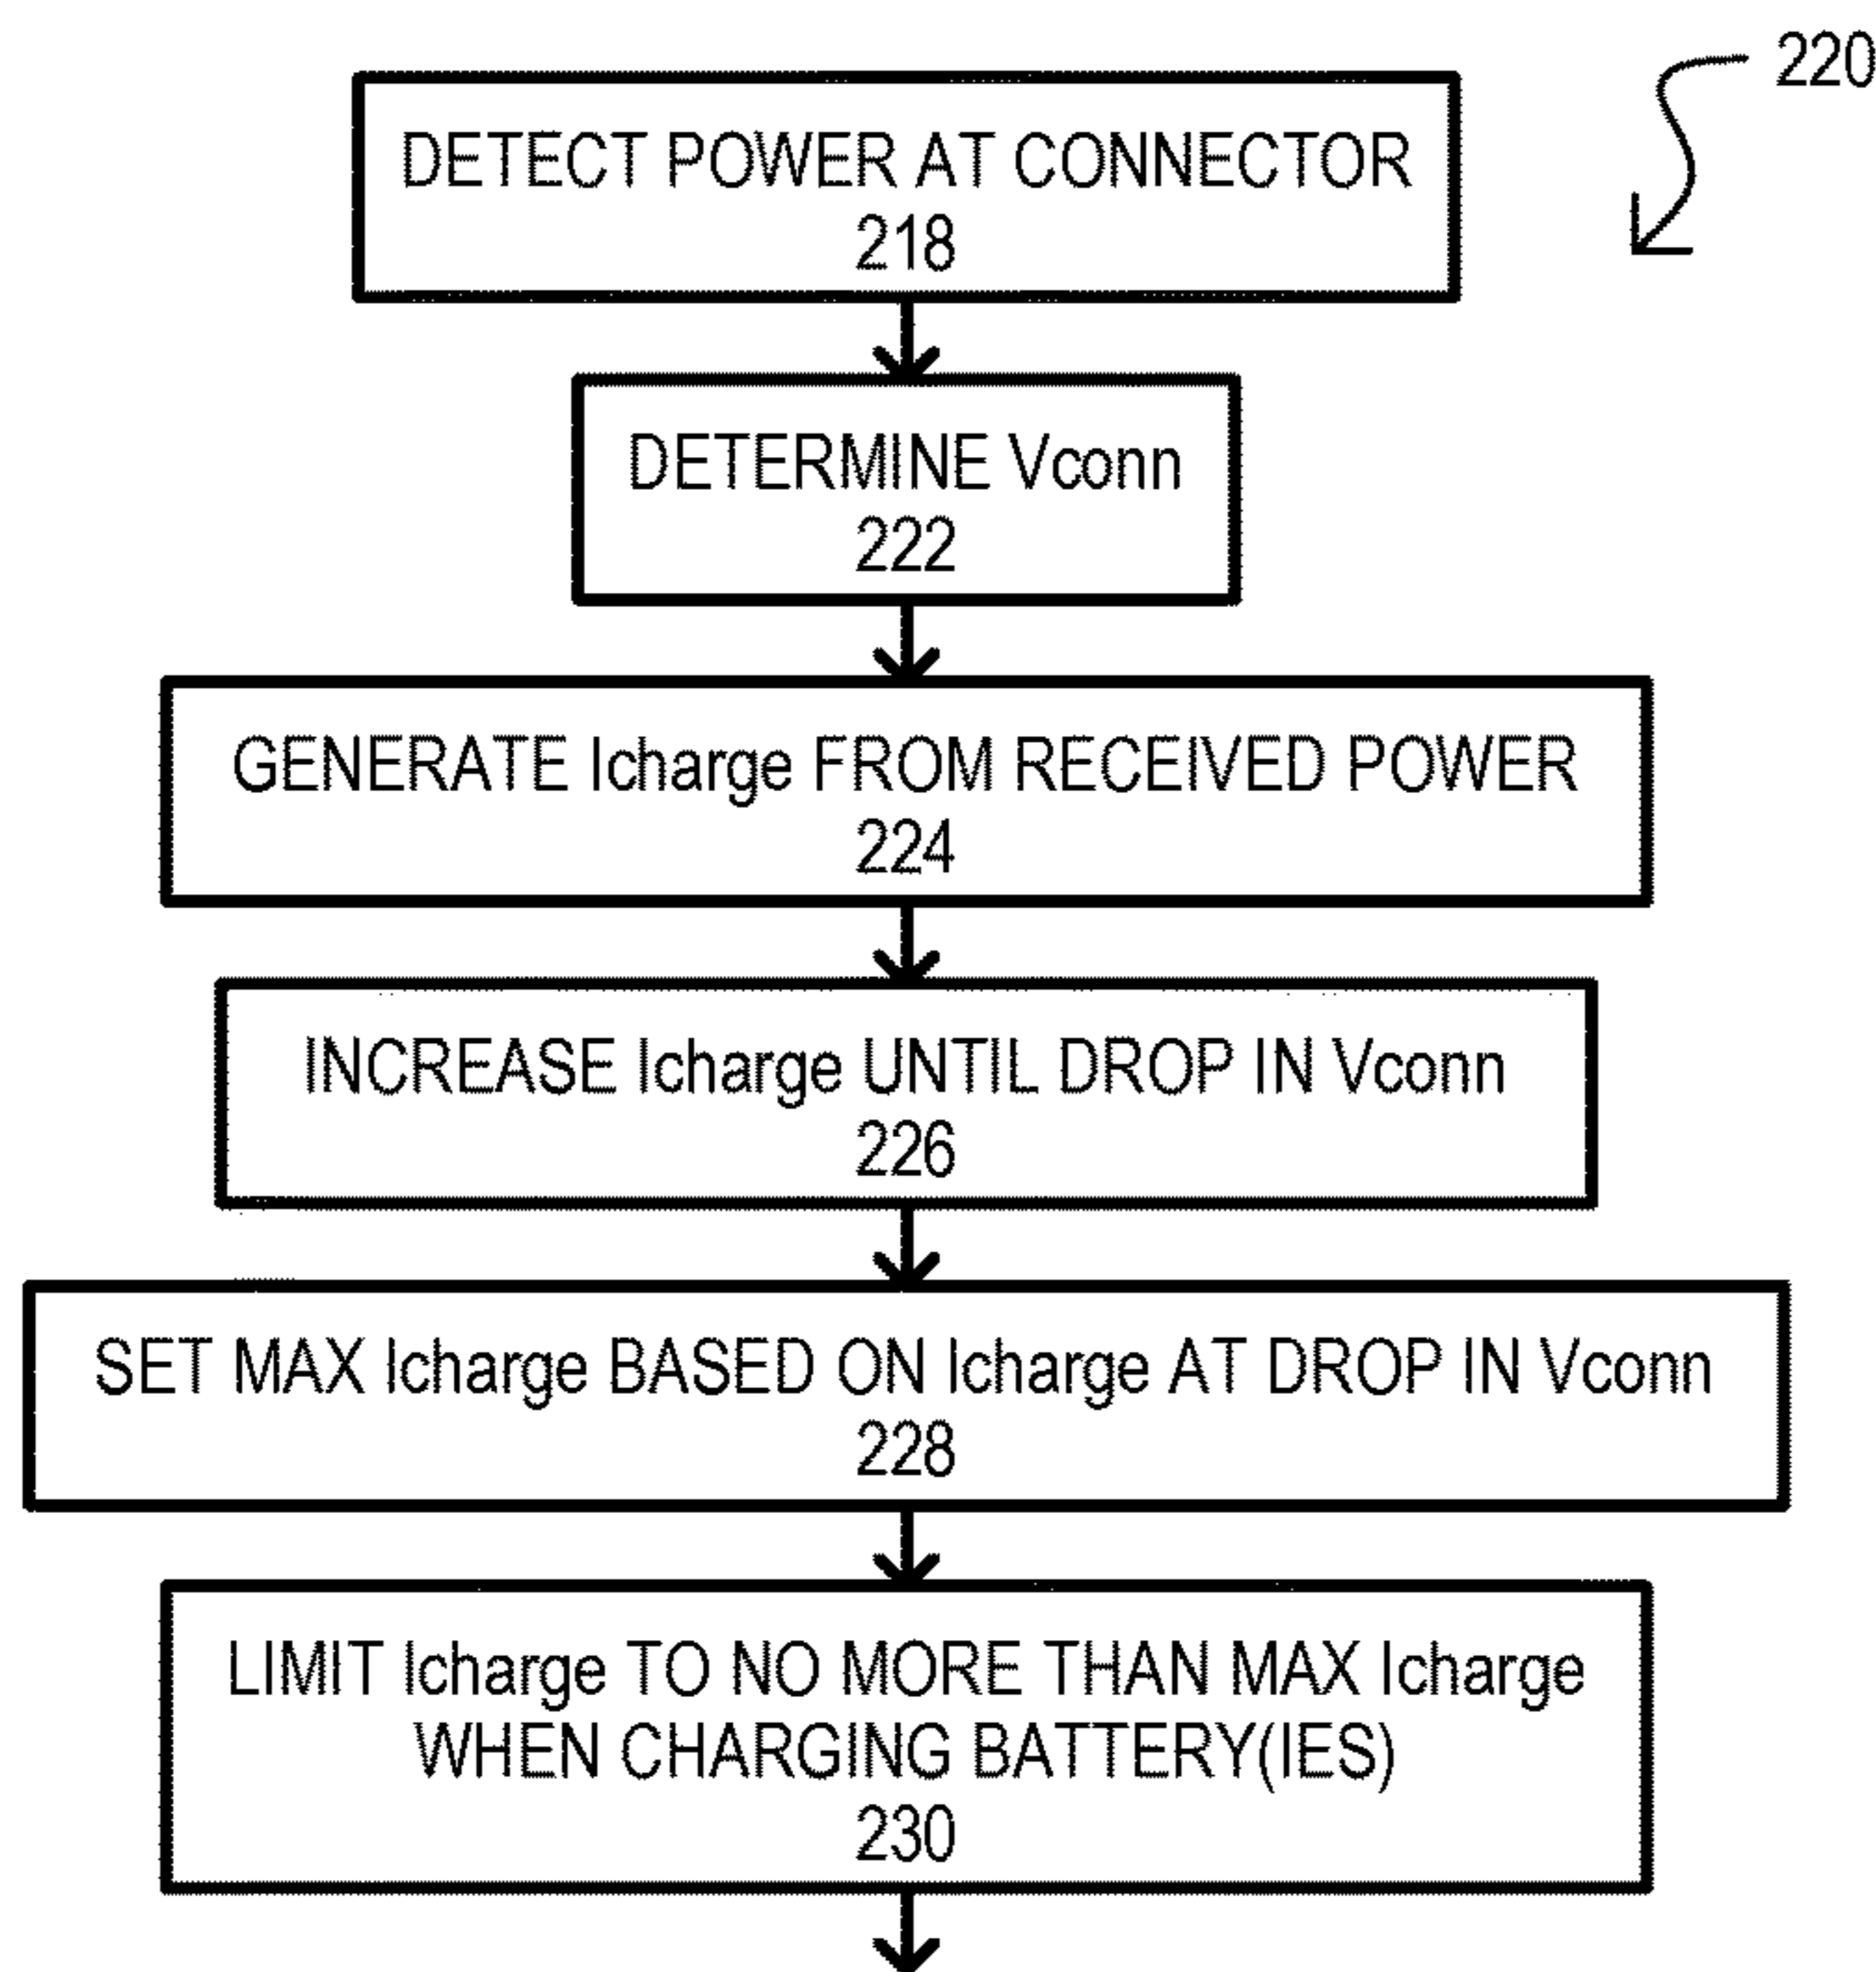 220
DETECT POWER AT CONNECTOR
218
DETERMINE Vconn
222
GENERATE Icharge FROM RECEIVED POWER
224
INCREASE Icharge UNTIL DROP IN Vconn
226
SET MAX Icharge BASED ON Icharge AT DROP IN Vconn
228
LIMIT Icharge TO NO MORE THAN MAX Icharge
WHEN CHARGING BATTERY(IES)
230